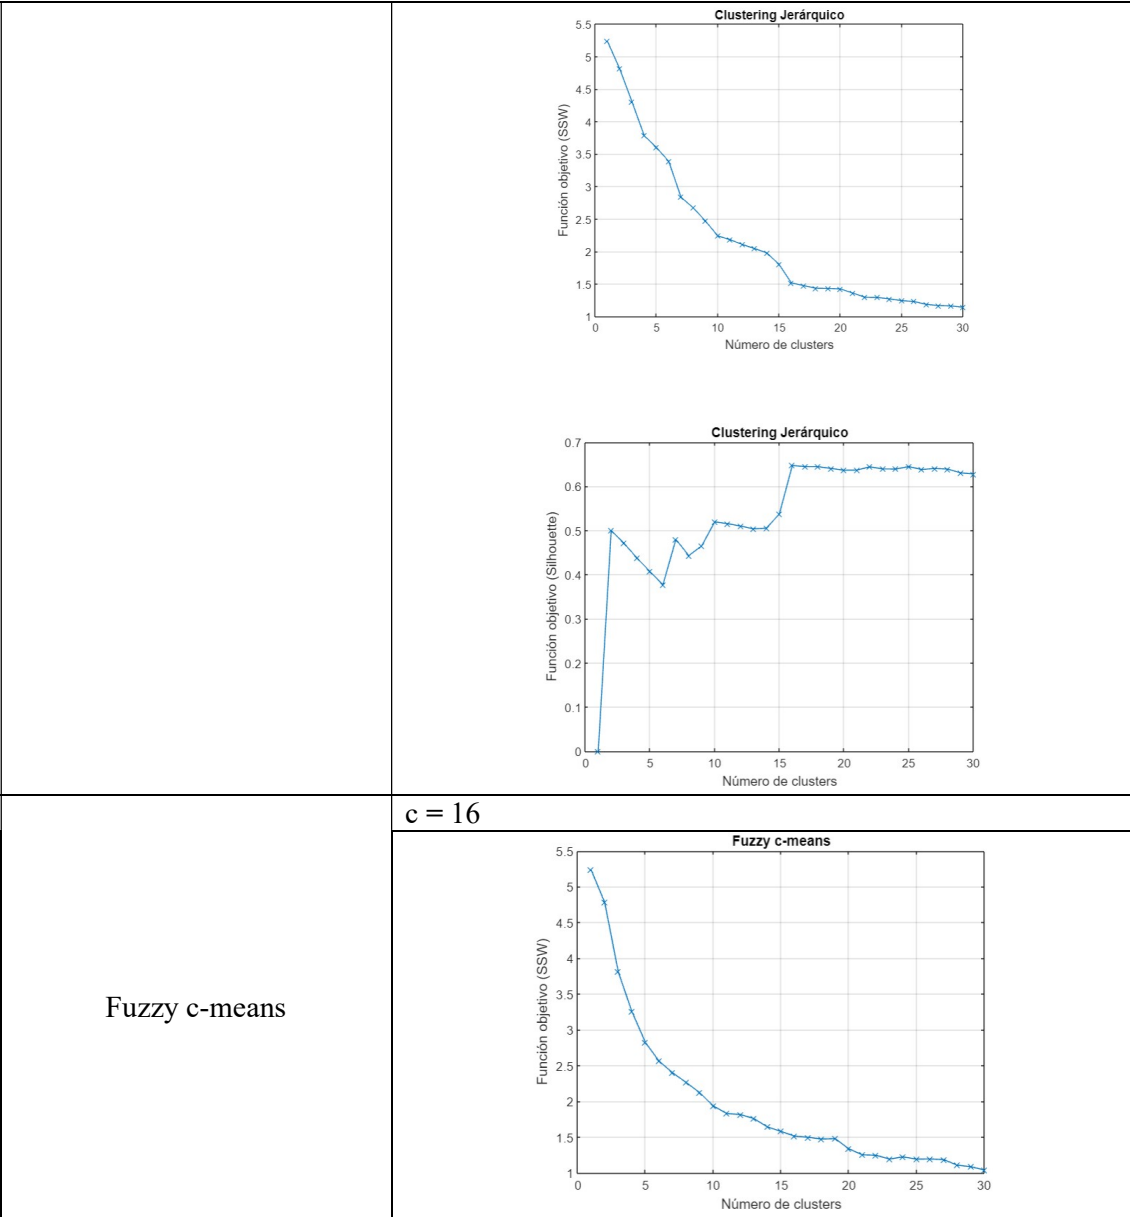 Clustering Jerárquico
5.5
5
4.5
4
3.5
3
2.5
2
1.5
1
Función objetivo (SSW)
0 5 10 15 20 25 30
Número de clusters
Clustering Jerárquico
0.7
0.6
0.5
0.4
0.3
0.2
0.1
0
Función objetivo (Silhouette)
0 5 10 15 20 25 30
Número de clusters
c = 16
Fuzzy c-means
Fuzzy c-means
5.5
5
4.5
4
3.5
3
2.5
2
1.5
1
Función objetivo (SSW)
0 5 10 15 20 25 30
Número de clusters